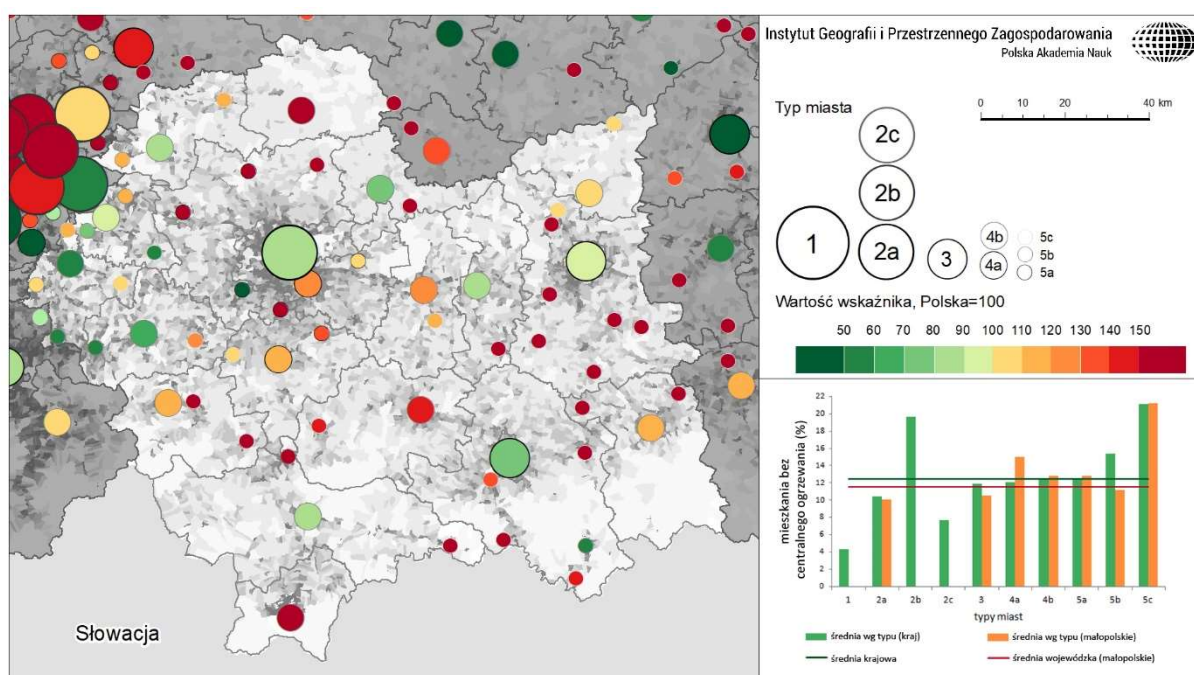 Instytut Geografii i Przestrzennego Zagospodarowania
Polska Akademia Nauk
Typ miasta
0 10 20 40 km
2c
2b
1
2a
3
4b
4a
5c
5b
5a
Wartość wskaźnika, Polska=100
50 60 70 80 90 100 110 120 130 140 150
Słowacja
mieszkania bez
centralnego ogrzewania (%)
22
20
18
16
14
12
10
8
6
4
2
0
1 2a 2b 2c 3 4a 4b 5a 5b 5c
typy miast
średnia wg typu (kraj)
średnia wg typu (małopolskie)
średnia krajowa
średnia wojewódzka (małopolskie)